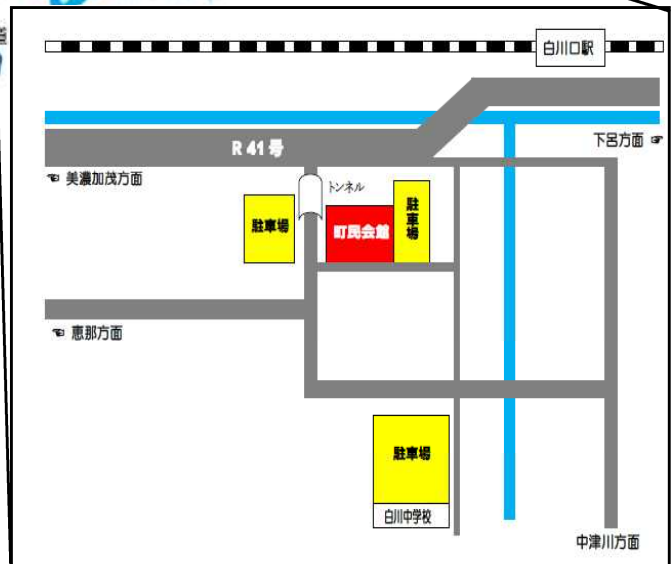 白川口駅
下呂方面 ☞
R 41号
☜ 美濃加茂方面
トンネル
駐車場
町民会館
駐車場
☜ 恵那方面
駐車場
白川中学校
中津川方面